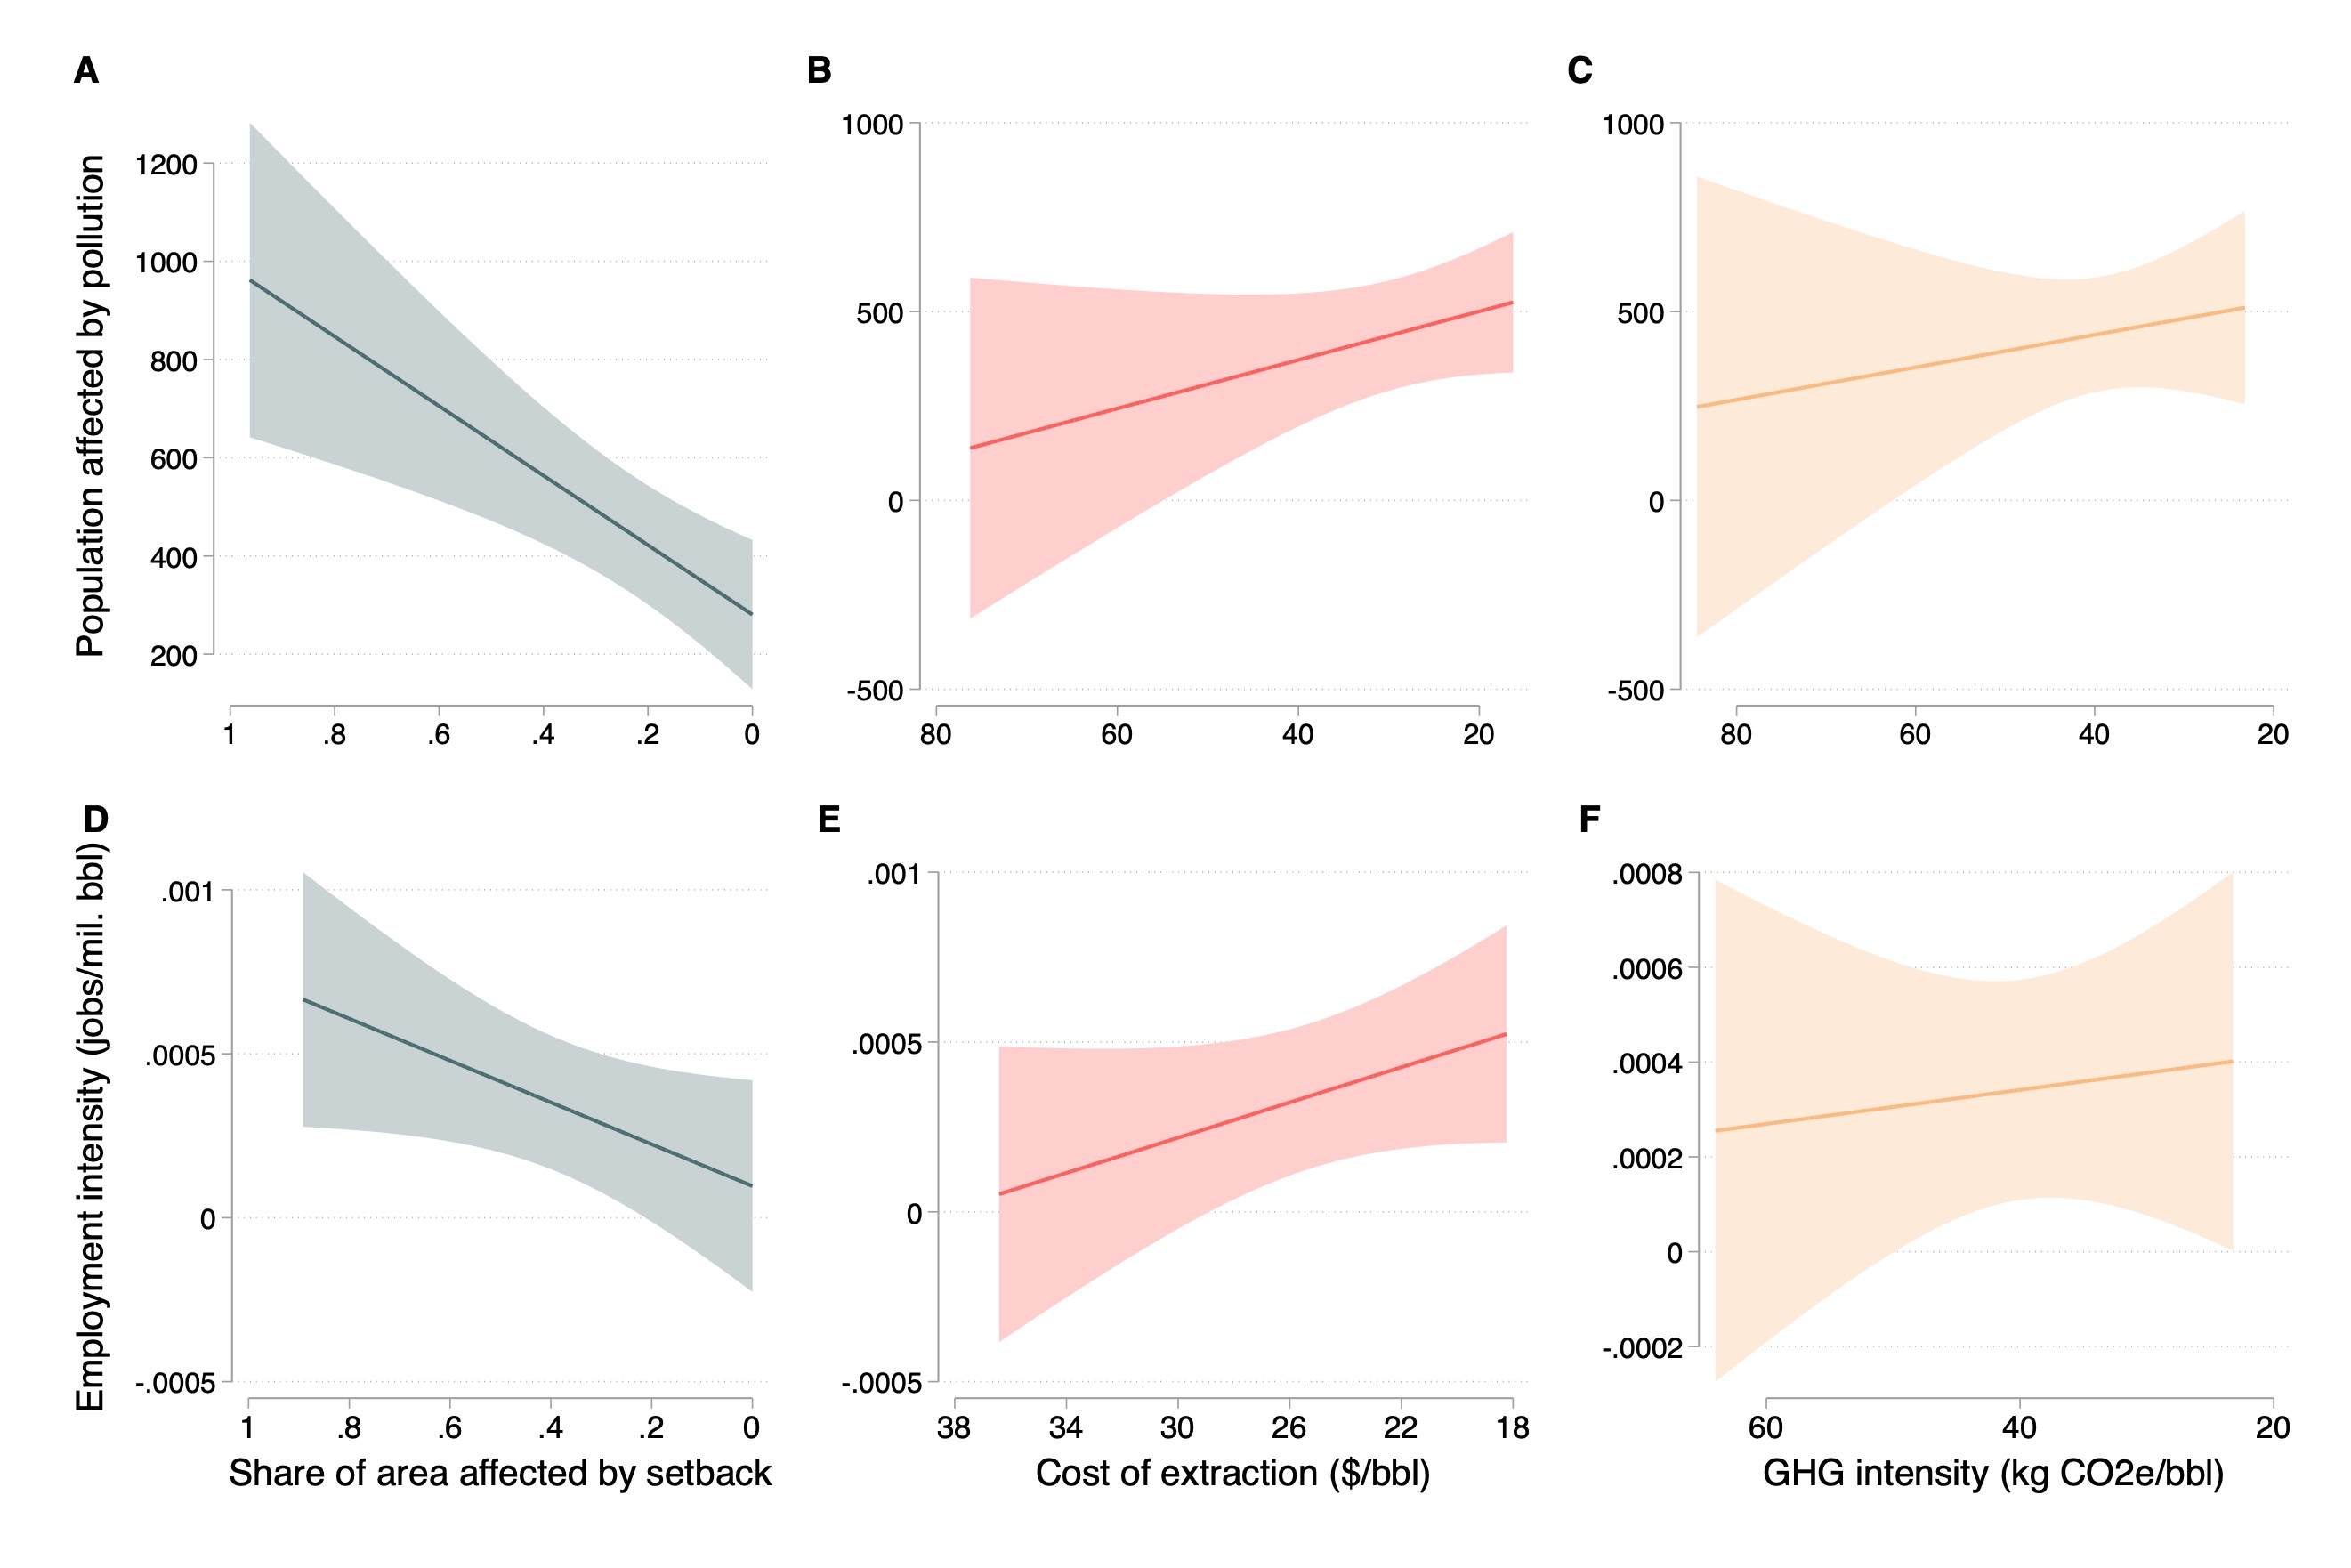 A
Population affected by pollution
1200
1000
800
600
400
200
1 .8 .6 .4 .2 0
B
1000
500
0
-500
80 60 40 20
C
1000
500
0
-500
80 60 40 20
D
Employment intensity (jobs/mil. bbl)
.001
.0005
0
-.0005
1 .8 .6 .4 .2 0
Share of area affected by setback
E
.001
.0005
0
-.0005
38 34 30 26 22 18
Cost of extraction ($/bbl)
F
.0008
.0006
.0004
.0002
0
-.0002
60 40 20
GHG intensity (kg CO2e/bbl)